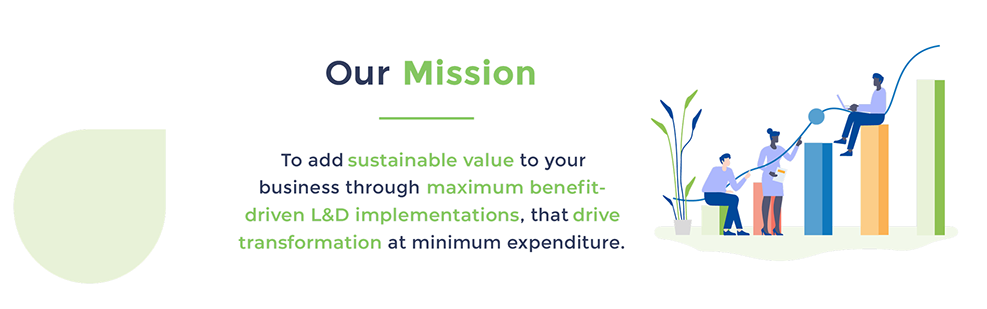 Our Mission
To add sustainable value to your
business through maximum benefit-
driven L&D implementations, that drive
transformation at minimum expenditure.